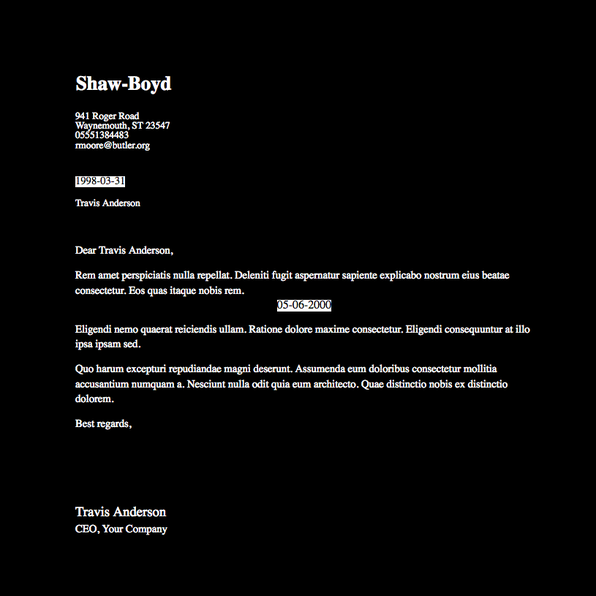 Shaw-Boyd
941 Roger Road
Waynemouth, ST 23547
05551384483
rmoore@butler.org
1998-03-31
Travis Anderson
Dear Travis Anderson,
Rem amet perspiciatis nulla repellat. Deleniti fugit aspernatur sapiente explicabo nostrum eius beatae
consectetur. Eos quas itaque nobis rem.
05-06-2000
Eligendi nemo quaerat reiciendis ullam. Ratione dolore maxime consectetur. Eligendi consequuntur at illo
ipsa ipsam sed.
Quo harum excepturi repudiandae magni deserunt. Assumenda eum doloribus consectetur mollitia
accusantium numquam a. Nesciunt nulla odit quia eum architecto. Quae distinctio nobis ex distinctio
dolorem.
Best regards,
Travis Anderson
CEO, Your Company